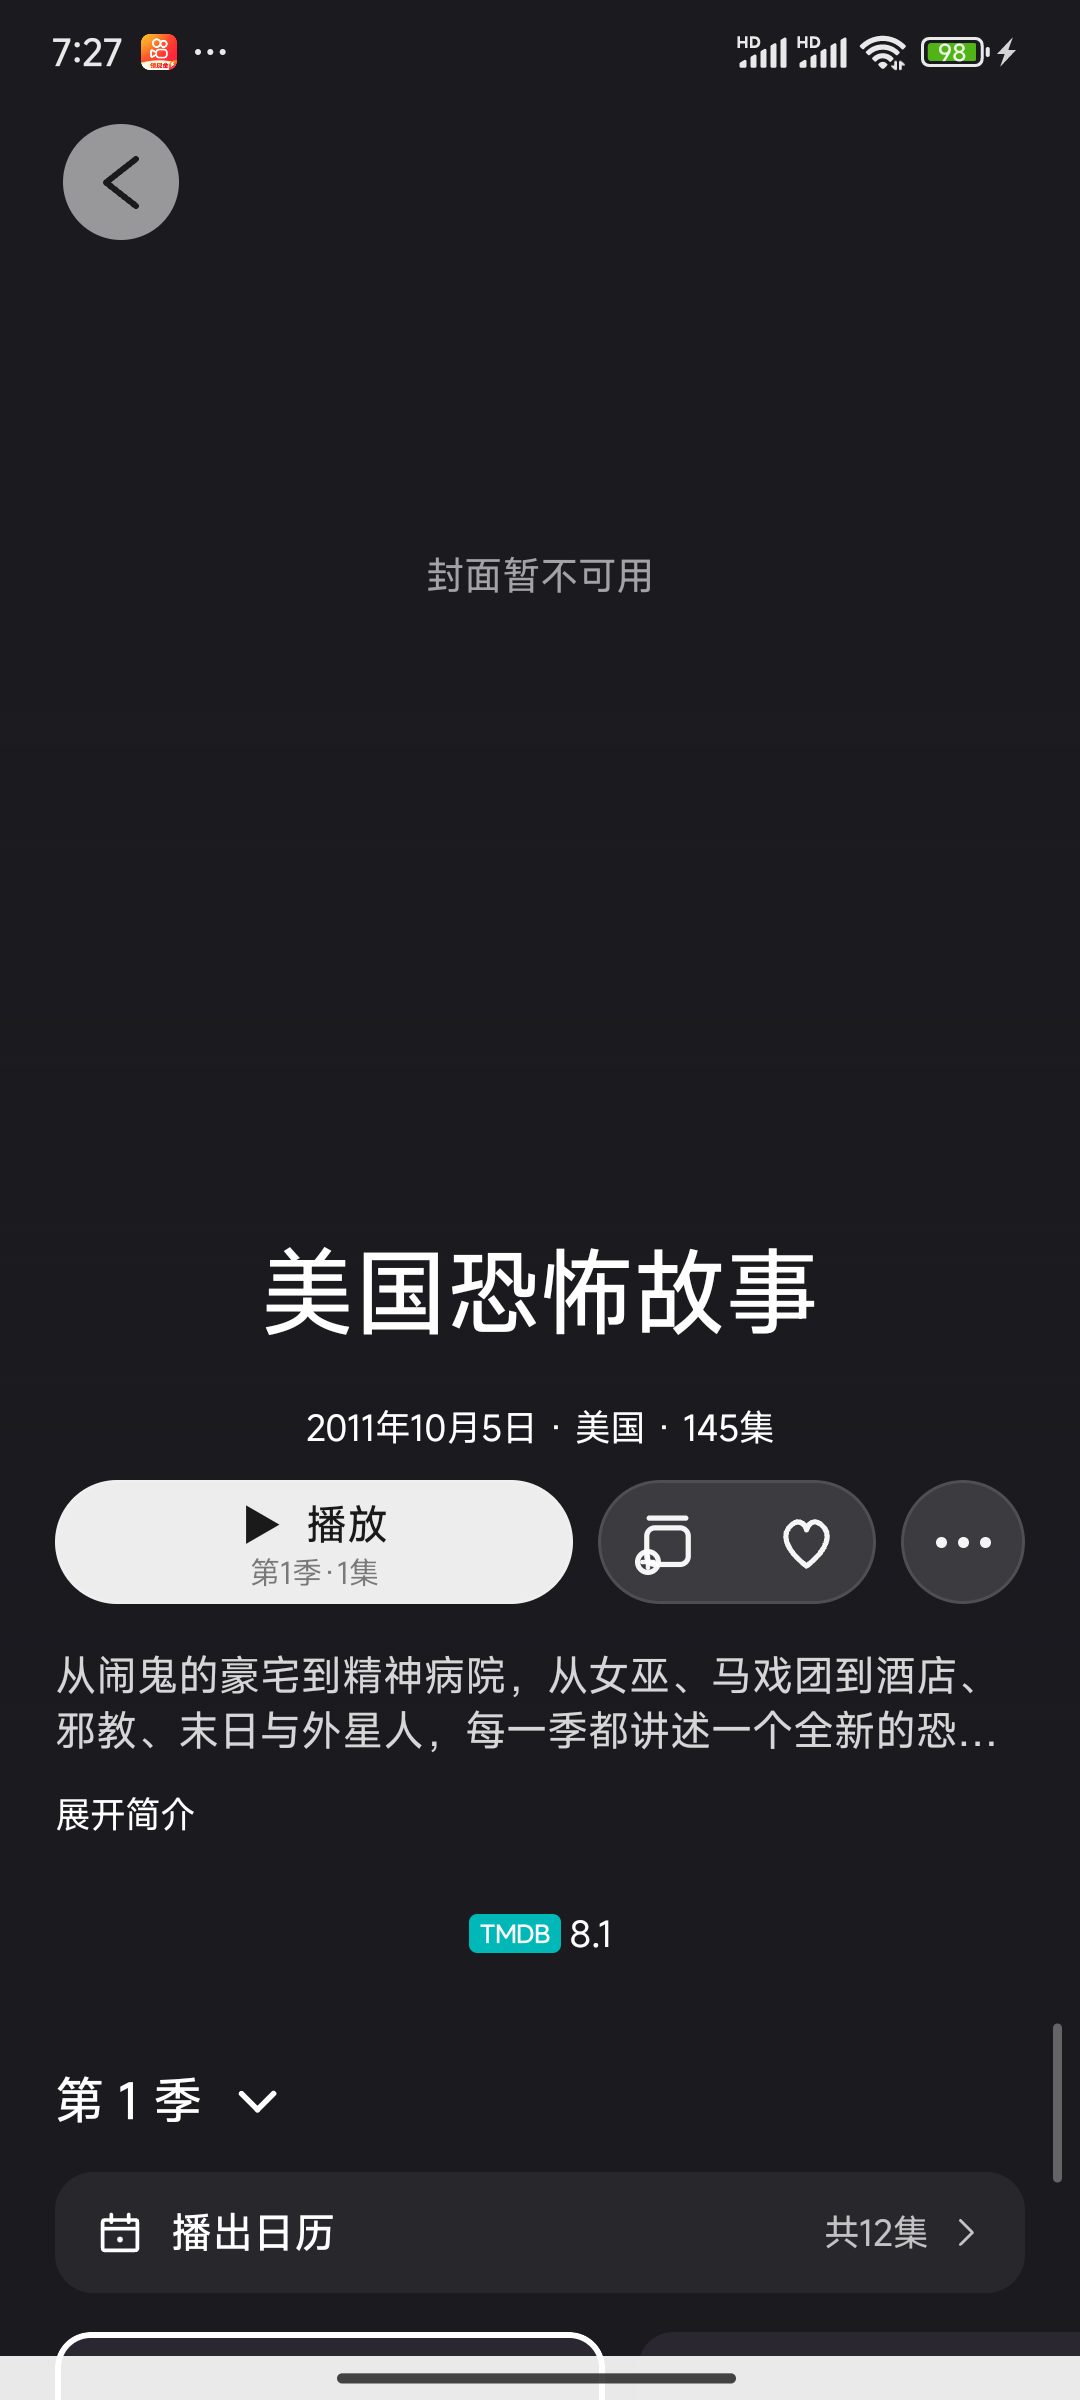 7:27
HD HD 98
封面暂不可用
美国恐怖故事
2011年10月5日 · 美国 · 145集
播放
第1季·1集
从闹鬼的豪宅到精神病院，从女巫、马戏团到酒店、
邪教、末日与外星人，每一季都讲述一个全新的恐...
展开简介
TMDB 8.1
第 1 季
播出日历 共12集